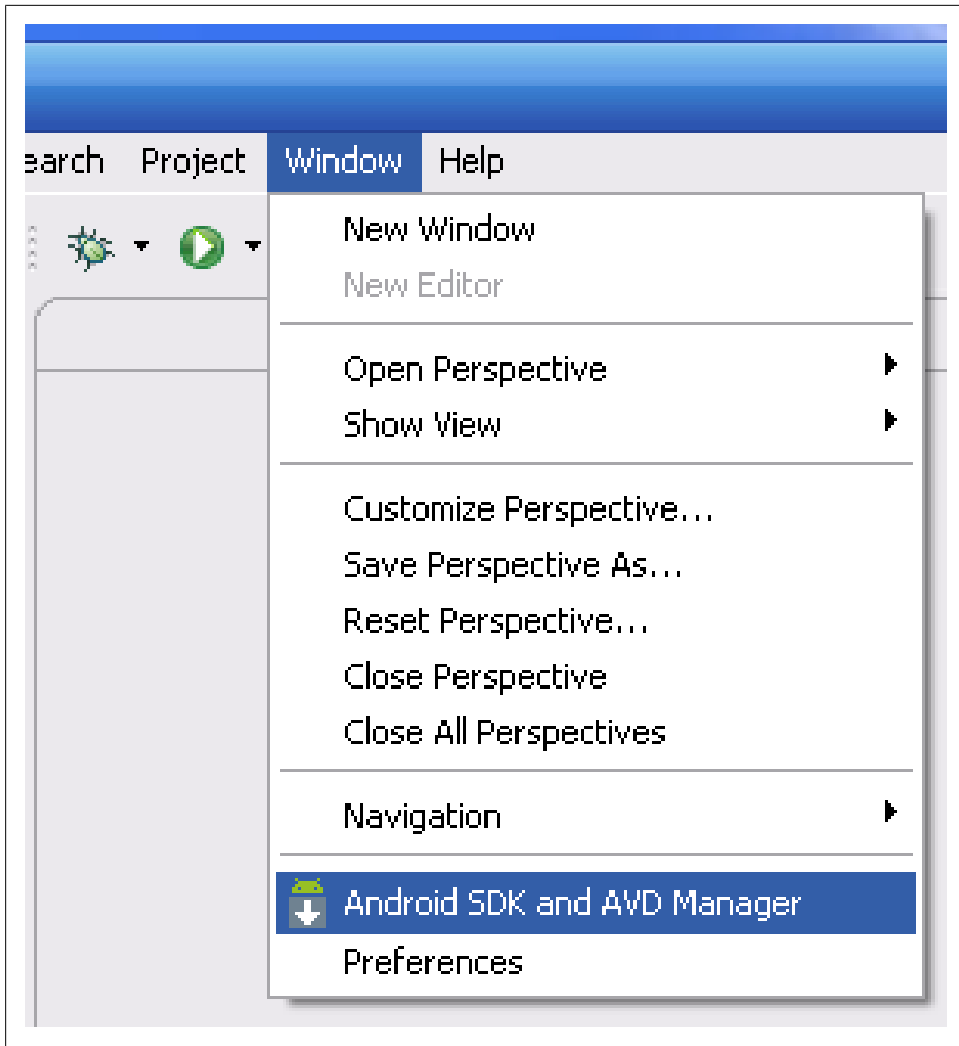 earch Project Window Help
New Window
New Editor
Open Perspective
Show View
Customize Perspective...
Save Perspective As...
Reset Perspective...
Close Perspective
Close All Perspectives
Navigation
Android SDK and AVD Manager
Preferences